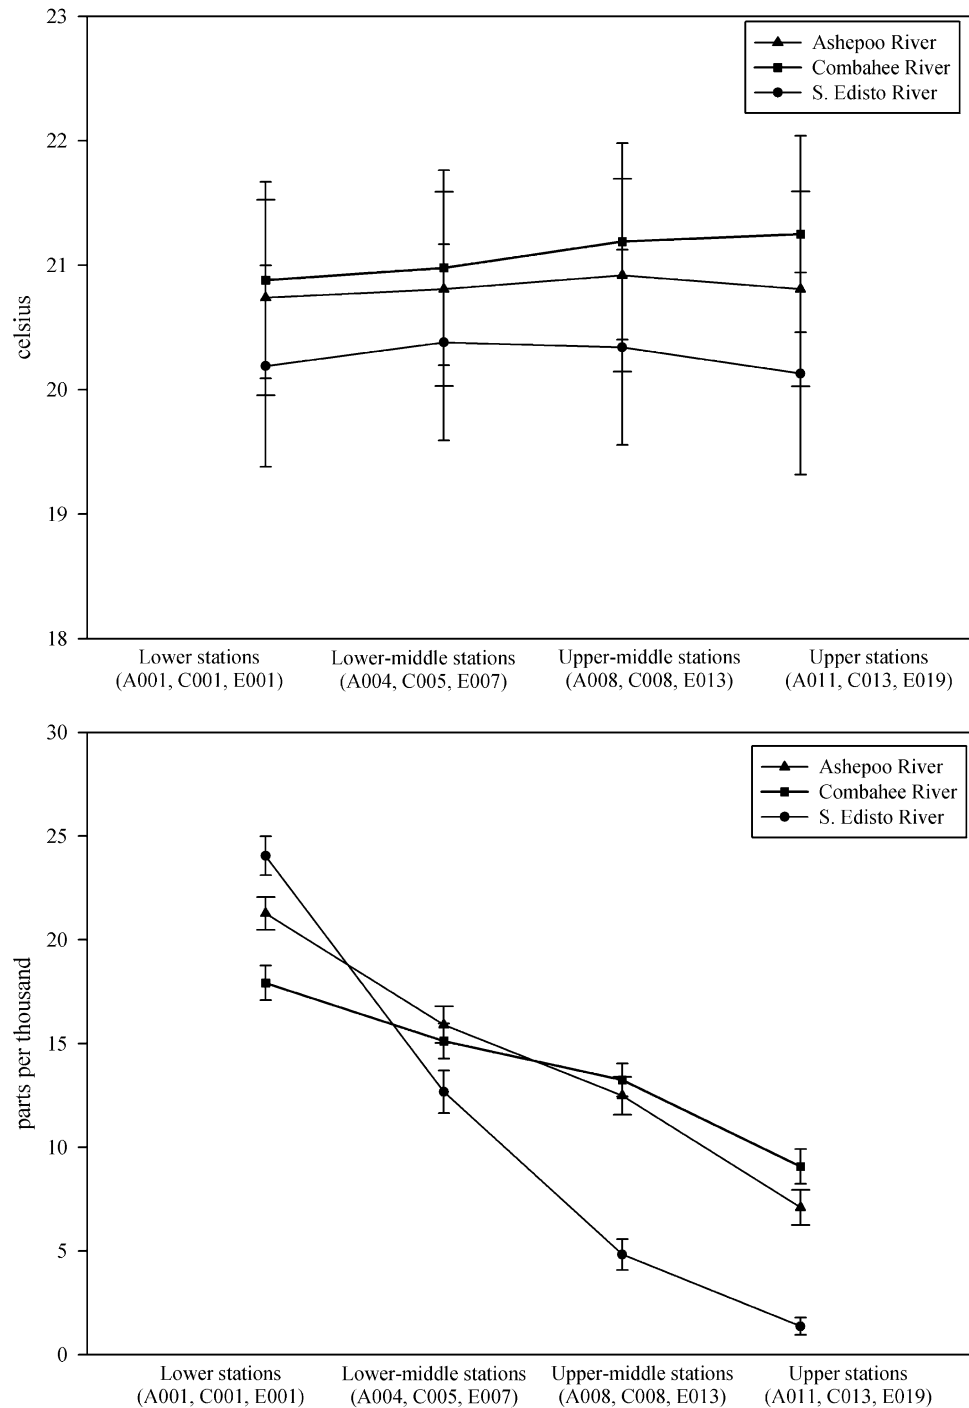 23
22
21
20
19
18
celsius
Ashepoo River
Combahee River
S. Edisto River
Lower stations
(A001, C001, E001)
Lower-middle stations
(A004, C005, E007)
Upper-middle stations
(A008, C008, E013)
Upper stations
(A011, C013, E019)
30
25
20
15
10
5
0
parts per thousand
Ashepoo River
Combahee River
S. Edisto River
Lower stations
(A001, C001, E001)
Lower-middle stations
(A004, C005, E007)
Upper-middle stations
(A008, C008, E013)
Upper stations
(A011, C013, E019)